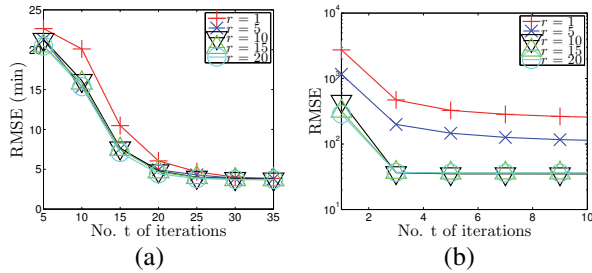 25
20
15
10
5
0
RMSE (min)
5 10 15 20 25 30 35
No. t of iterations
r = 1
r = 5
r = 10
r = 15
r = 20
(a)
10^4
10^3
10^2
10^1
RMSE
2 4 6 8 10
No. t of iterations
r = 1
r = 5
r = 10
r = 15
r = 20
(b)